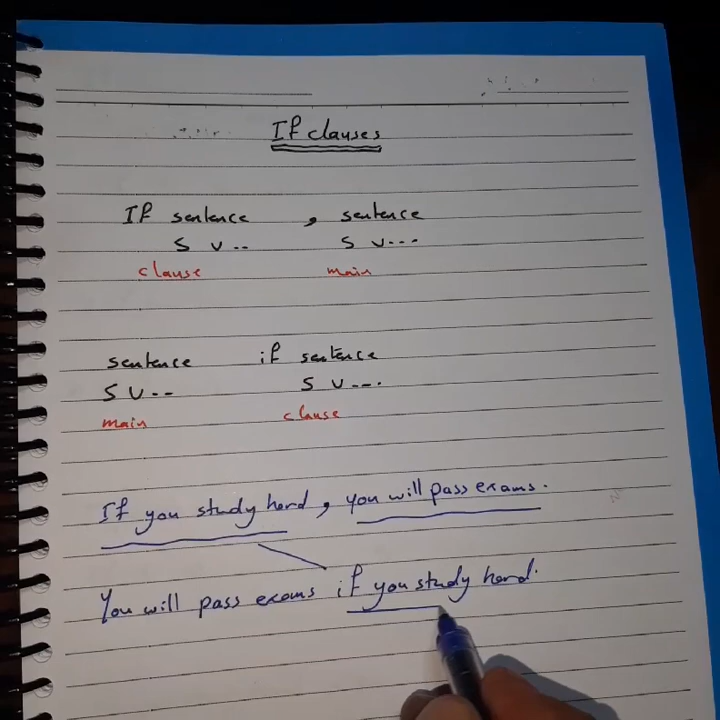 If clauses
If sentence , sentence
S v.. S v...
clause main
sentence if sentence
S v.. S v...
main clause
If you study hard, you will pass exams.
You will pass exams if you study hard.